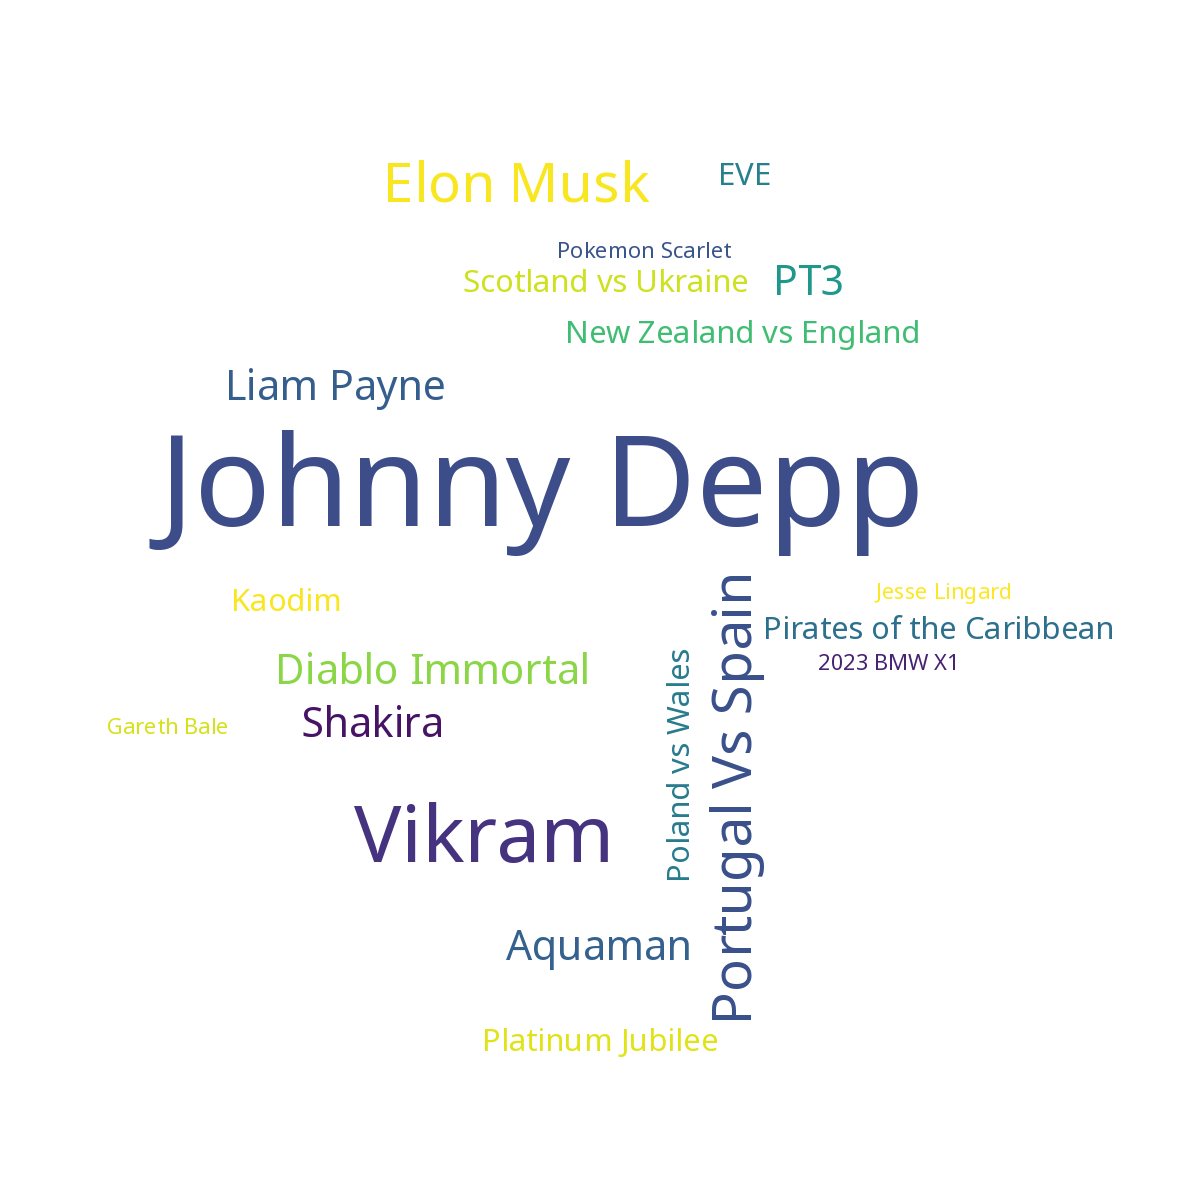 Elon Musk
EVE
Pokemon Scarlet
Scotland vs Ukraine
PT3
New Zealand vs England
Liam Payne
Johnny Depp
Kaodim
Jesse Lingard
Pirates of the Caribbean
2023 BMW X1
Diablo Immortal
Shakira
Gareth Bale
Poland vs Wales
Portugal Vs Spain
Vikram
Aquaman
Platinum Jubilee